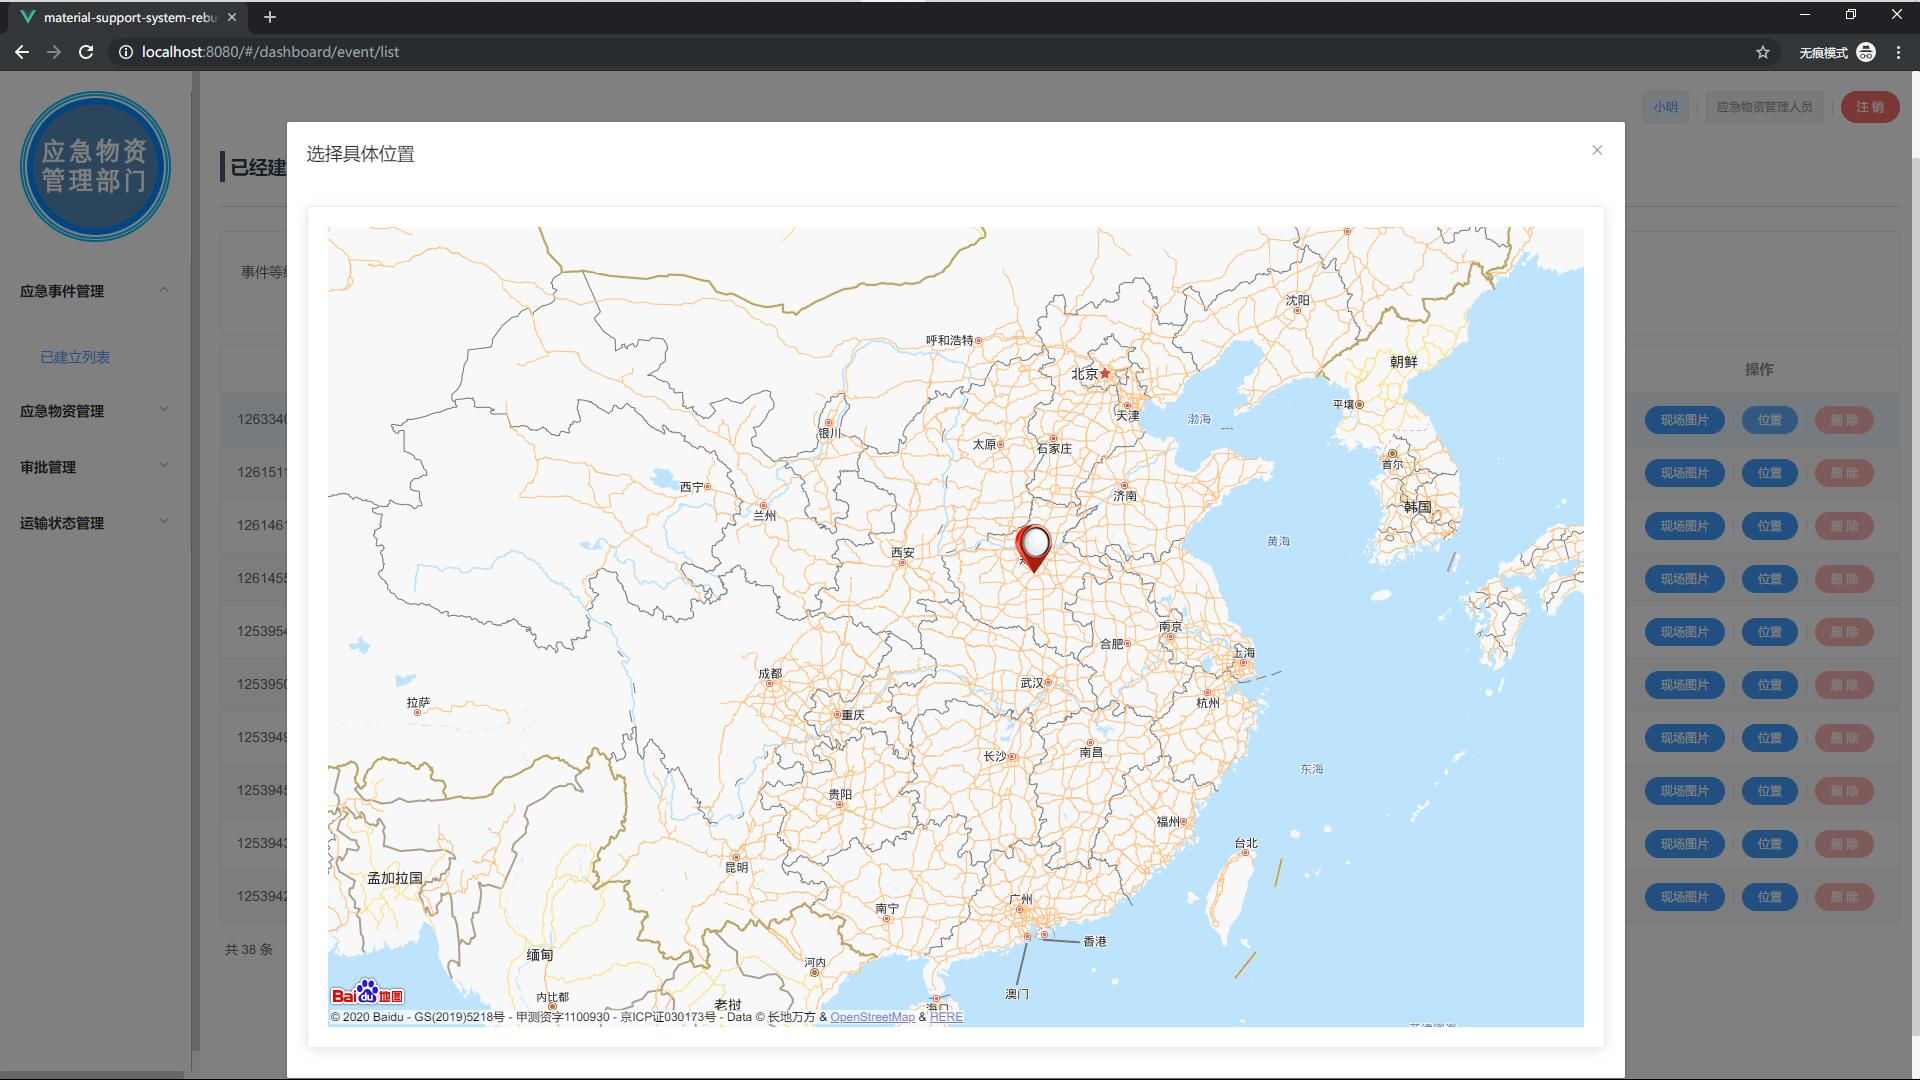 material-support-system-rebu
localhost:8080/#/dashboard/event/list
无痕模式
应急物资
管理部门
小明
应急物资管理人员
注 销
已经建
选择具体位置
事件等
应急事件管理
已建立列表
应急物资管理
审批管理
运输状态管理
操作
126334
现场图片 位置 删 除
126151
现场图片 位置 删 除
126146
现场图片 位置 删 除
126145
现场图片 位置 删 除
125395
现场图片 位置 删 除
125395
现场图片 位置 删 除
125394
现场图片 位置 删 除
125394
现场图片 位置 删 除
125394
现场图片 位置 删 除
125394
现场图片 位置 删 除
共 38 条
沈阳
呼和浩特
朝鲜
北京
平壤
天津
渤海
银川
太原
石家庄
首尔
西宁
济南
韩国
兰州
黄海
西安
南京
合肥
上海
成都
武汉
拉萨
杭州
重庆
长沙
南昌
东海
贵阳
福州
台北
昆明
孟加拉国
广州
南宁
香港
缅甸
河内
澳门
内比都
老挝
海口
Bai du 地图
© 2020 Baidu - GS(2019)5218号 - 甲测资字1100930 - 京ICP证030173号 - Data © 长地万方 & OpenStreetMap & HERE